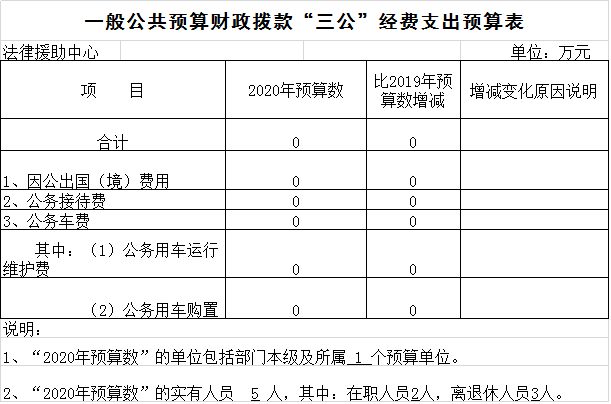 一般公共预算财政拨款“三公”经费支出预算表
法律援助中心 单位：万元
项 目 2020年预算数 比2019年预算数增减 增减变化原因说明
合计 0 0
1、因公出国（境）费用 0 0
2、公务接待费 0 0
3、公务车费 0 0
其中：（1）公务用车运行维护费 0 0
（2）公务用车购置 0 0
说明：
1、“2020年预算数”的单位包括部门本级及所属 1 个预算单位。
2、“2020年预算数”的实有人员 5 人，其中：在职人员2人，离退休人员3人。